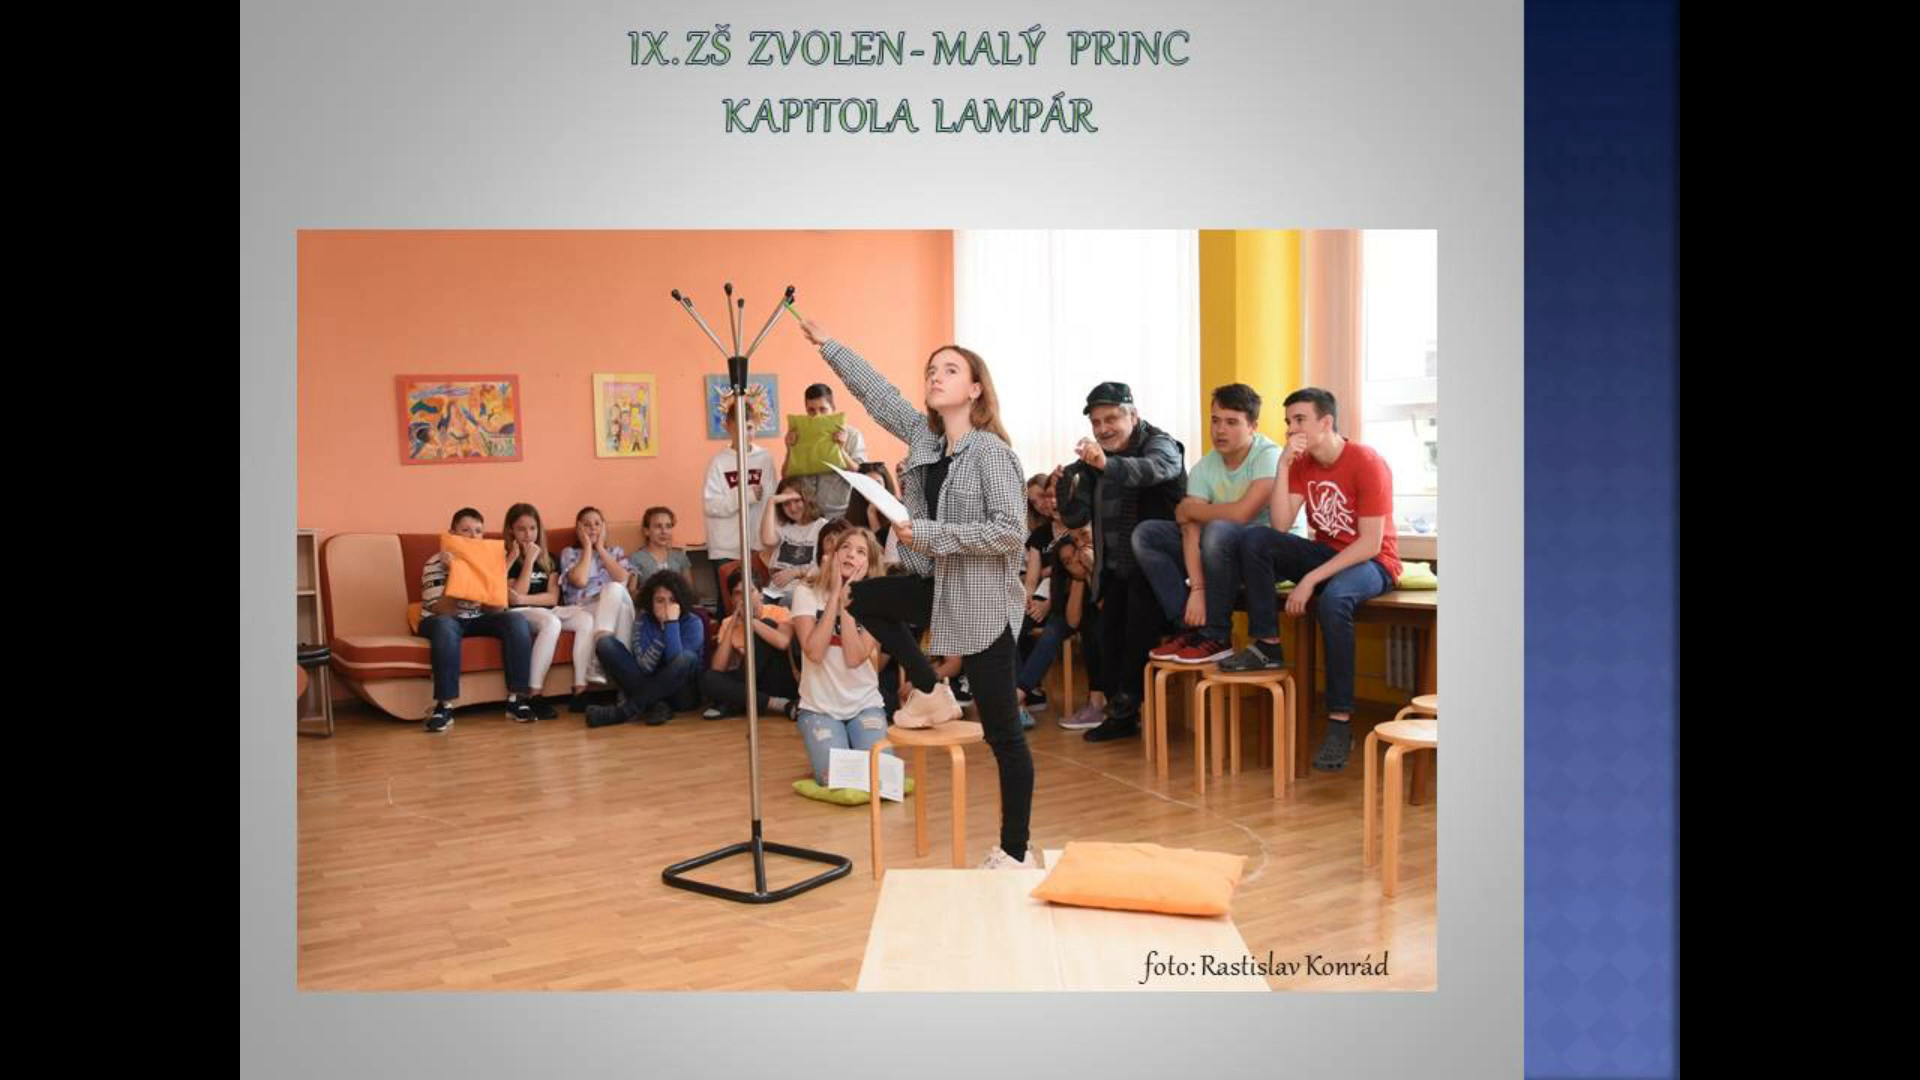 IX. ZŠ ZVOLEN - MALÝ PRINC
KAPITOLA LAMPÁR
foto: Rastislav Konrád